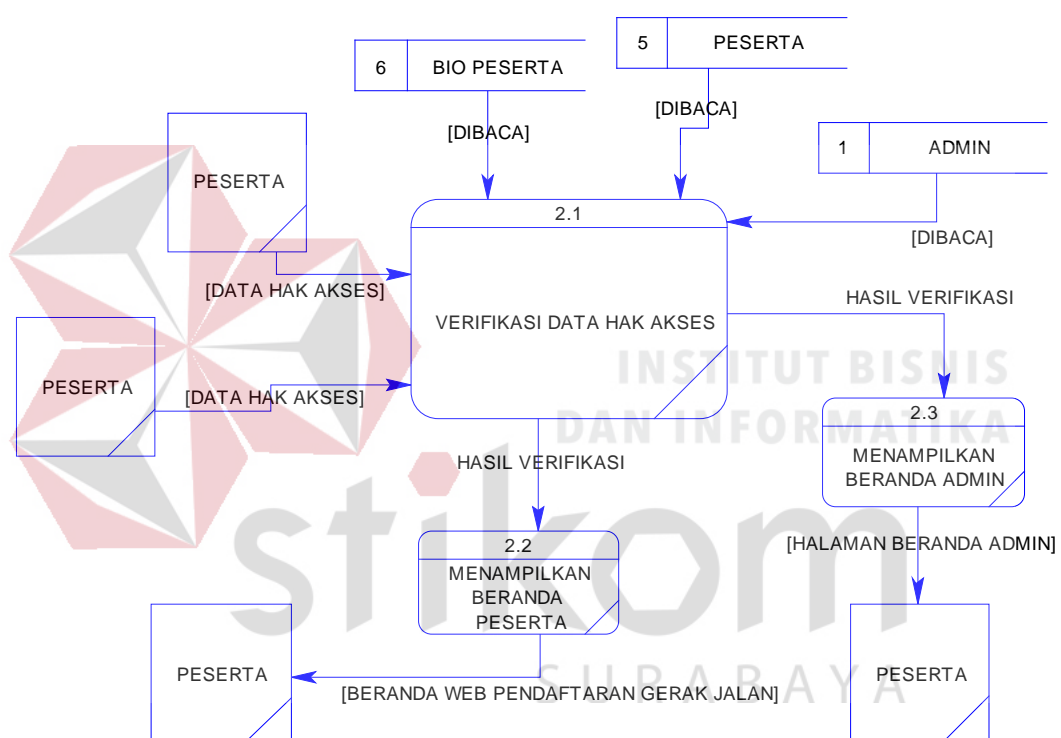 5 PESERTA
6 BIO PESERTA
[DIBACA]
[DIBACA]
1 ADMIN
PESERTA
2.1
[DIBACA]
[DATA HAK AKSES]
HASIL VERIFIKASI
VERIFIKASI DATA HAK AKSES
INSTITUT BISNIS
DAN INFORMATIKA
PESERTA
[DATA HAK AKSES]
2.3
MENAMPILKAN
BERANDA ADMIN
HASIL VERIFIKASI
stikom
2.2
MENAMPILKAN
BERANDA
PESERTA
[HALAMAN BERANDA ADMIN]
PESERTA
[BERANDA WEB PENDAFTARAN GERAK JALAN]
SURABAYA
PESERTA